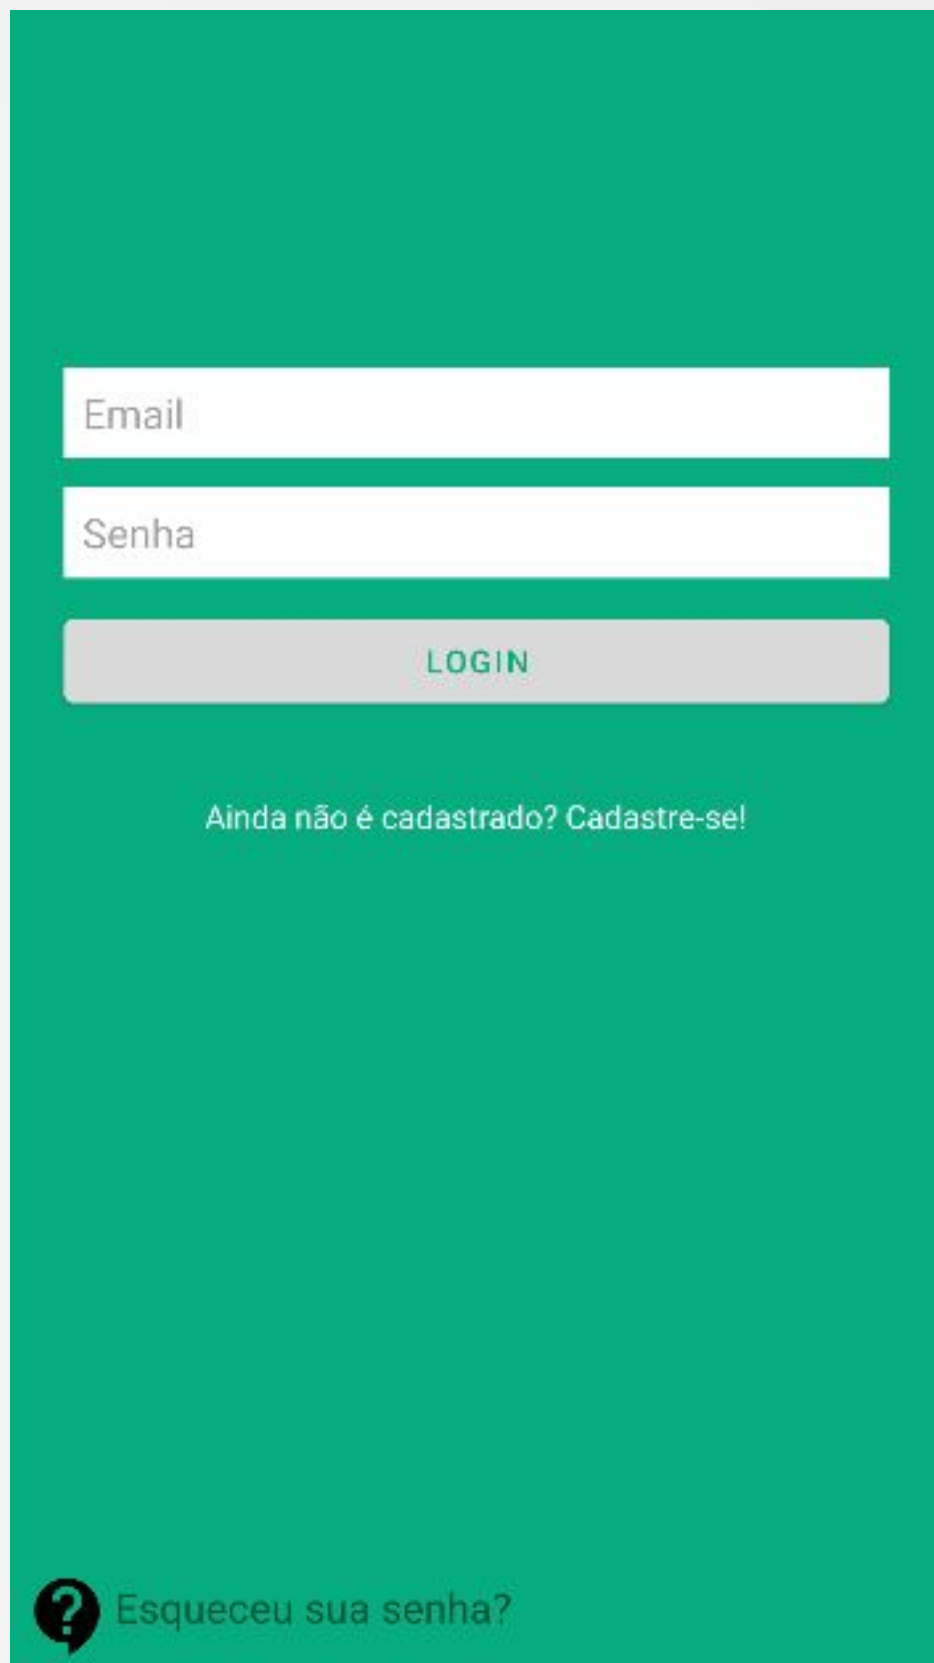 Email
Senha
LOGIN
Ainda não é cadastrado? Cadastre-se!
Esqueceu sua senha?